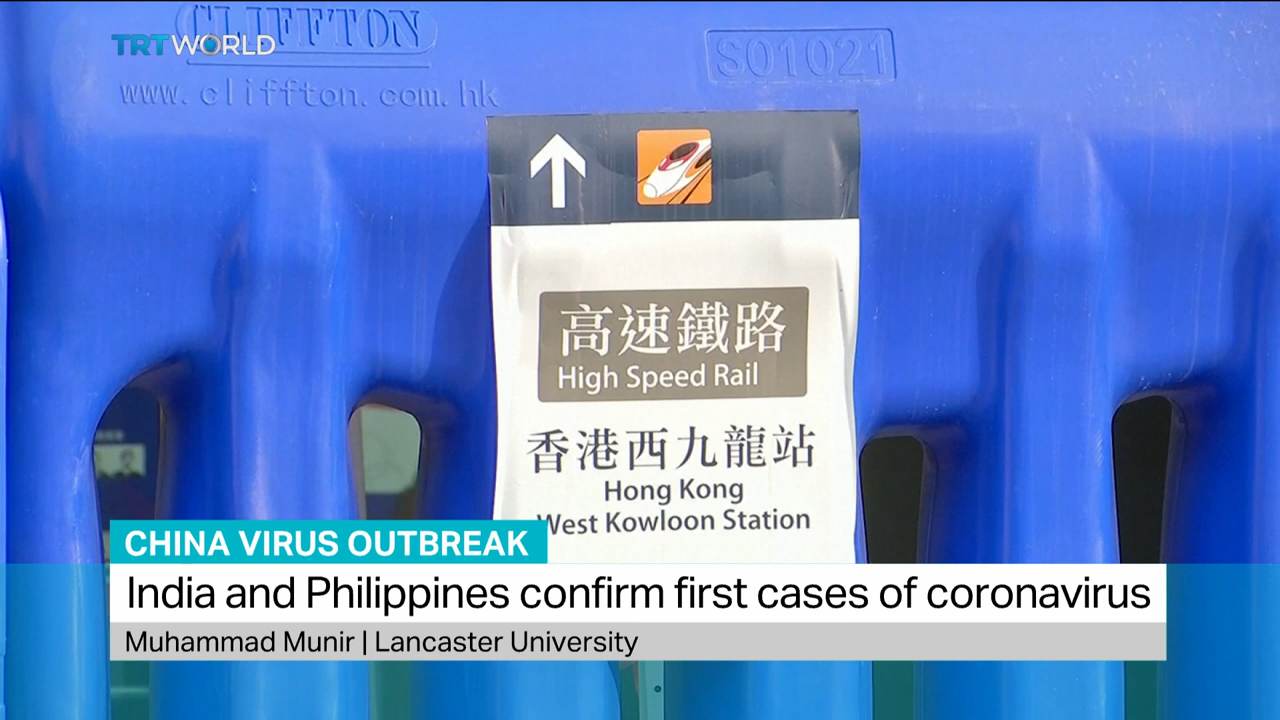 CLIFFTON
TRT WORLD
S01021
www.cliffton.com.hk
高速鐵路
High Speed Rail
香港西九龍站
Hong Kong
West Kowloon Station
CHINA VIRUS OUTBREAK
India and Philippines confirm first cases of coronavirus
Muhammad Munir | Lancaster University